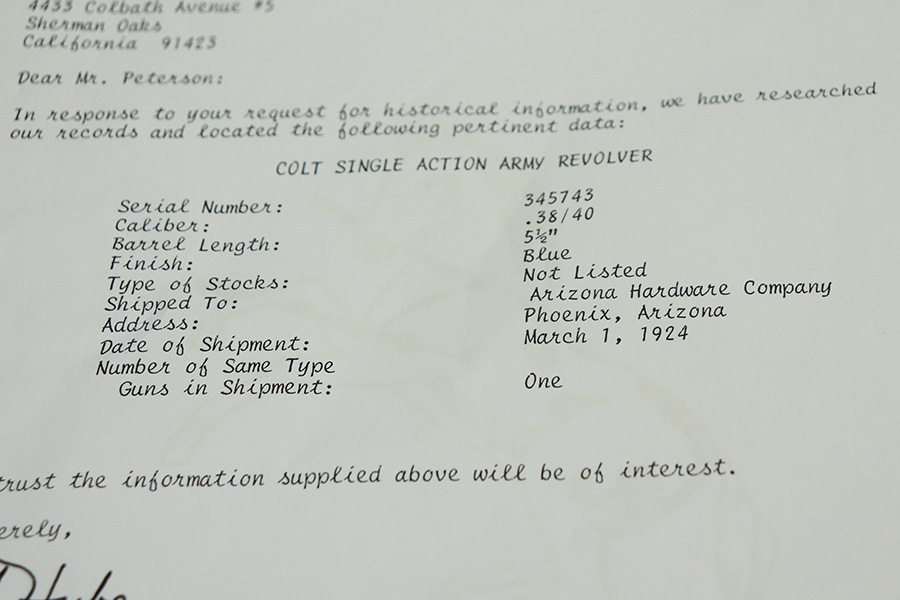 4433 Colbath Avenue #5
Sherman Oaks
California 91423
Dear Mr. Peterson:
In response to your request for historical information, we have researched
our records and located the following pertinent data:
COLT SINGLE ACTION ARMY REVOLVER
Serial Number: 345743
Caliber: .38/40
Barrel Length: 5½"
Finish: Blue
Type of Stocks: Not Listed
Shipped To: Arizona Hardware Company
Address: Phoenix, Arizona
Date of Shipment: March 1, 1924
Number of Same Type
Guns in Shipment: One
trust the information supplied above will be of interest.
erely,